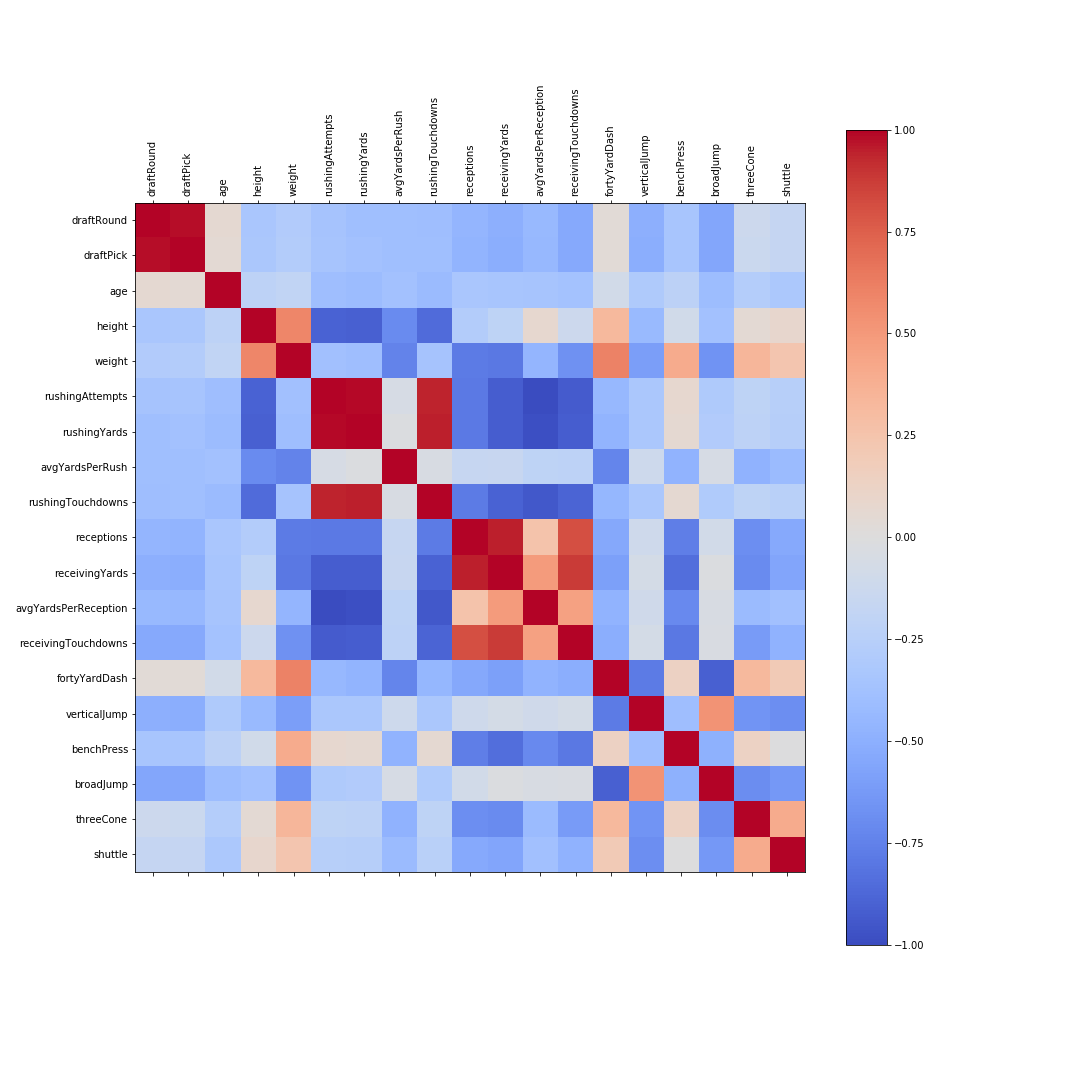 draftRound
draftPick
age
height
weight
rushingAttempts
rushingYards
avgYardsPerRush
rushingTouchdowns
receptions
receivingYards
avgYardsPerReception
receivingTouchdowns
fortyYardDash
verticalJump
benchPress
broadJump
threeCone
shuttle
draftRound
draftPick
age
height
weight
rushingAttempts
rushingYards
avgYardsPerRush
rushingTouchdowns
receptions
receivingYards
avgYardsPerReception
receivingTouchdowns
fortyYardDash
verticalJump
benchPress
broadJump
threeCone
shuttle
1.00
0.75
0.50
0.25
0.00
−0.25
−0.50
−0.75
−1.00